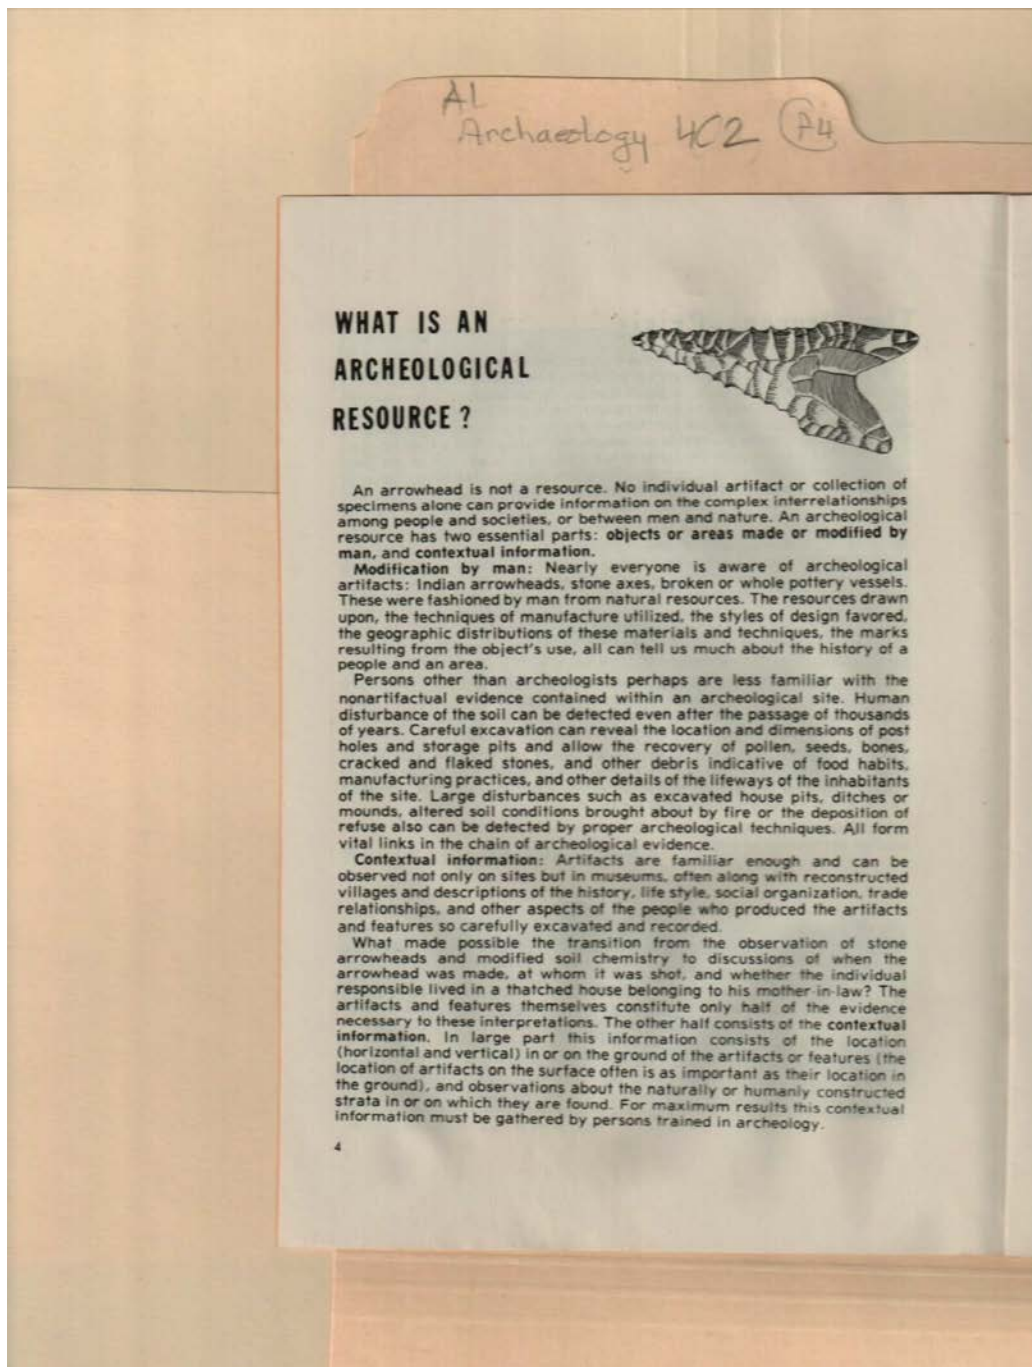 AL
Archaeology 4C2 P4
WHAT IS AN
ARCHEOLOGICAL
RESOURCE?
An arrowhead is not a resource. No individual artifact or collection of
specimens alone can provide information on the complex interrelationships
among people and societies, or between men and nature. An archeological
resource has two essential parts: objects or areas made or modified by
man, and contextual information.
Modification by man: Nearly everyone is aware of archeological
artifacts: Indian arrowheads, stone axes, broken or whole pottery vessels.
These were fashioned by man from natural resources. The resources drawn
upon, the techniques of manufacture utilized, the styles of design favored,
the geographic distributions of these materials and techniques, the marks
resulting from the object's use, all can tell us much about the history of a
people and an area.
Persons other than archeologists perhaps are less familiar with the
nonartifactual evidence contained within an archeological site. Human
disturbance of the soil can be detected even after the passage of thousands
of years. Careful excavation can reveal the location and dimensions of post
holes and storage pits and allow the recovery of pollen, seeds, bones,
cracked and flaked stones, and other debris indicative of food habits,
manufacturing practices, and other details of the lifeways of the inhabitants
of the site. Large disturbances such as excavated house pits, ditches or
mounds, altered soil conditions brought about by fire or the deposition of
refuse also can be detected by proper archeological techniques. All form
vital links in the chain of archeological evidence.
Contextual information: Artifacts are familiar enough and can be
observed not only on sites but in museums, often along with reconstructed
villages and descriptions of the history, life style, social organization, trade
relationships, and other aspects of the people who produced the artifacts
and features so carefully excavated and recorded.
What made possible the transition from the observation of stone
arrowheads and modified soil chemistry to discussions of when the
arrowhead was made, at whom it was shot, and whether the individual
responsible lived in a thatched house belonging to his mother-in-law? The
artifacts and features themselves constitute only half of the evidence
necessary to these interpretations. The other half consists of the contextual
information. In large part this information consists of the location
(horizontal and vertical) in or on the ground of the artifacts or features (the
location of artifacts on the surface often is as important as their location in
the ground), and observations about the naturally or humanly constructed
strata in or on which they are found. For maximum results this contextual
information must be gathered by persons trained in archeology.
4